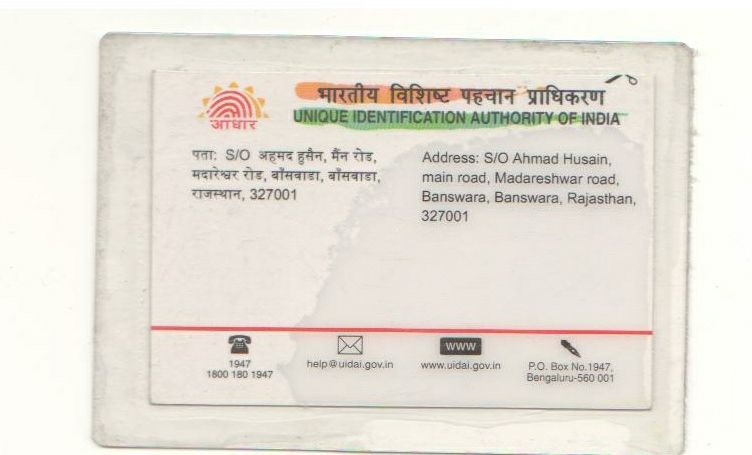 भारतीय विशिष्ट पहचान प्राधिकरण
UNIQUE IDENTIFICATION AUTHORITY OF INDIA
आधार
पता: S/O अहमद हुसैन, मैंन रोड,
मदारेश्वर रोड, बाँसवाडा, बाँसवाडा,
राजस्थान, 327001
Address: S/O Ahmad Husain,
main road, Madareshwar road,
Banswara, Banswara, Rajasthan,
327001
1947
1800 180 1947
help@uidai.gov.in
WWW
www.uidai.gov.in
P.O. Box No.1947,
Bengaluru-560 001